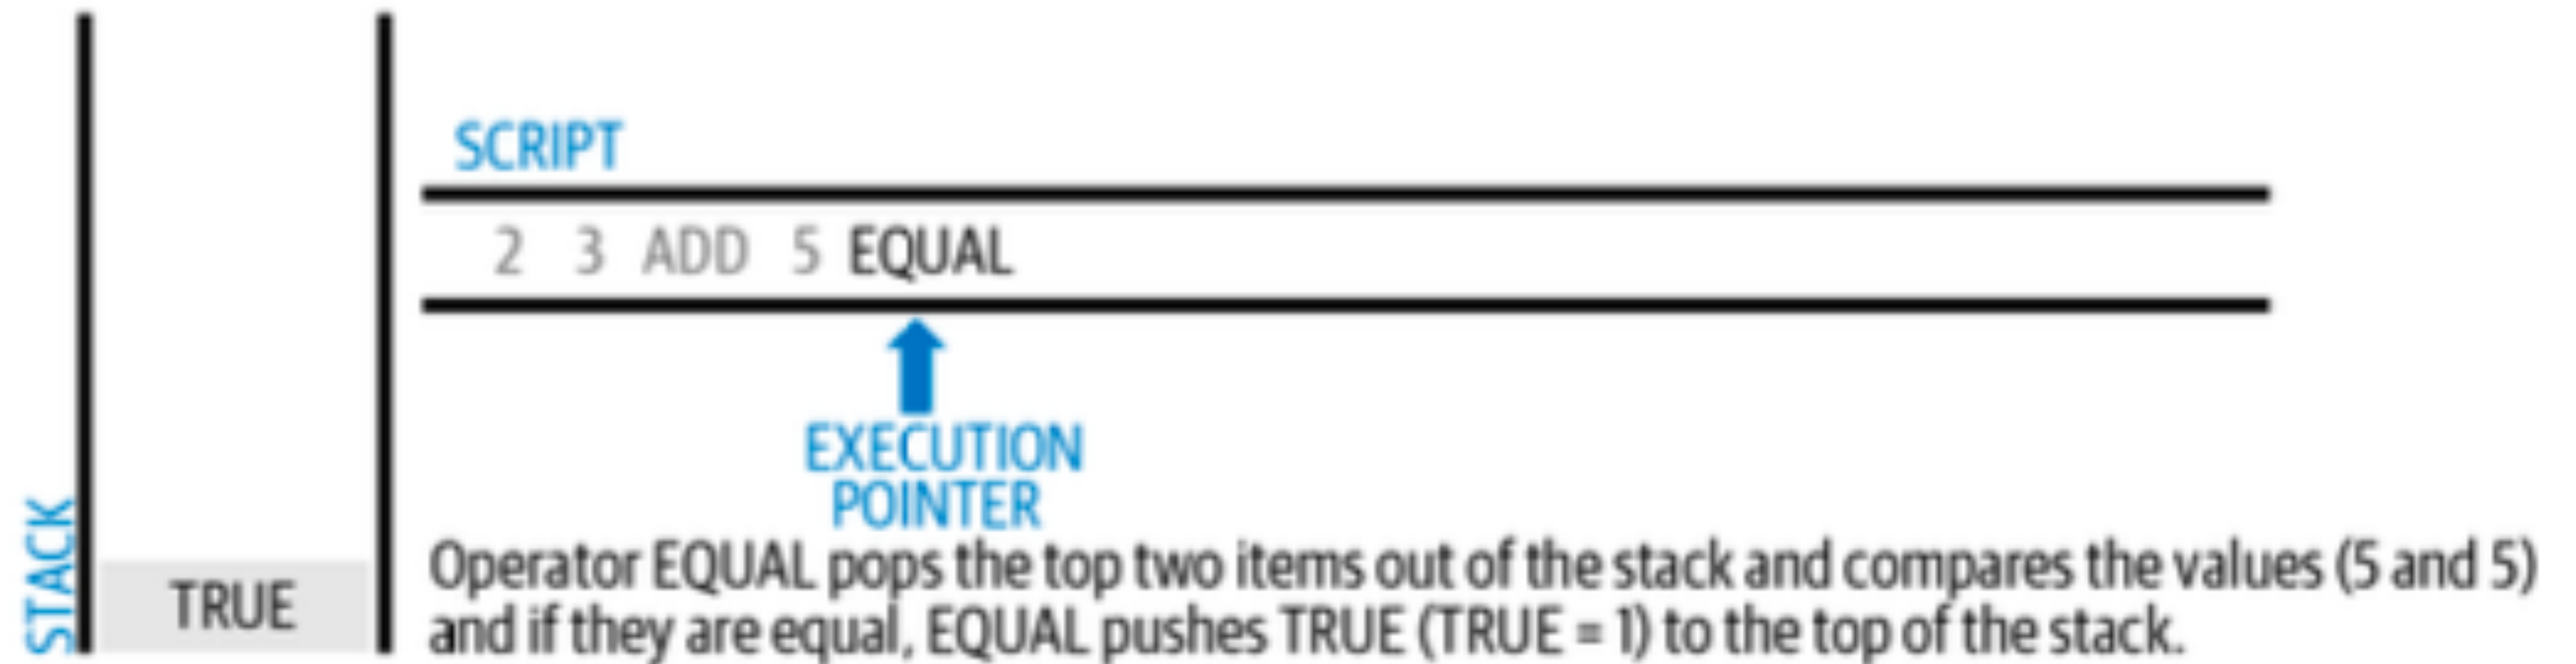 SCRIPT
2 3 ADD 5 EQUAL
EXECUTION
POINTER
STACK
TRUE
Operator EQUAL pops the top two items out of the stack and compares the values (5 and 5)
and if they are equal, EQUAL pushes TRUE (TRUE = 1) to the top of the stack.